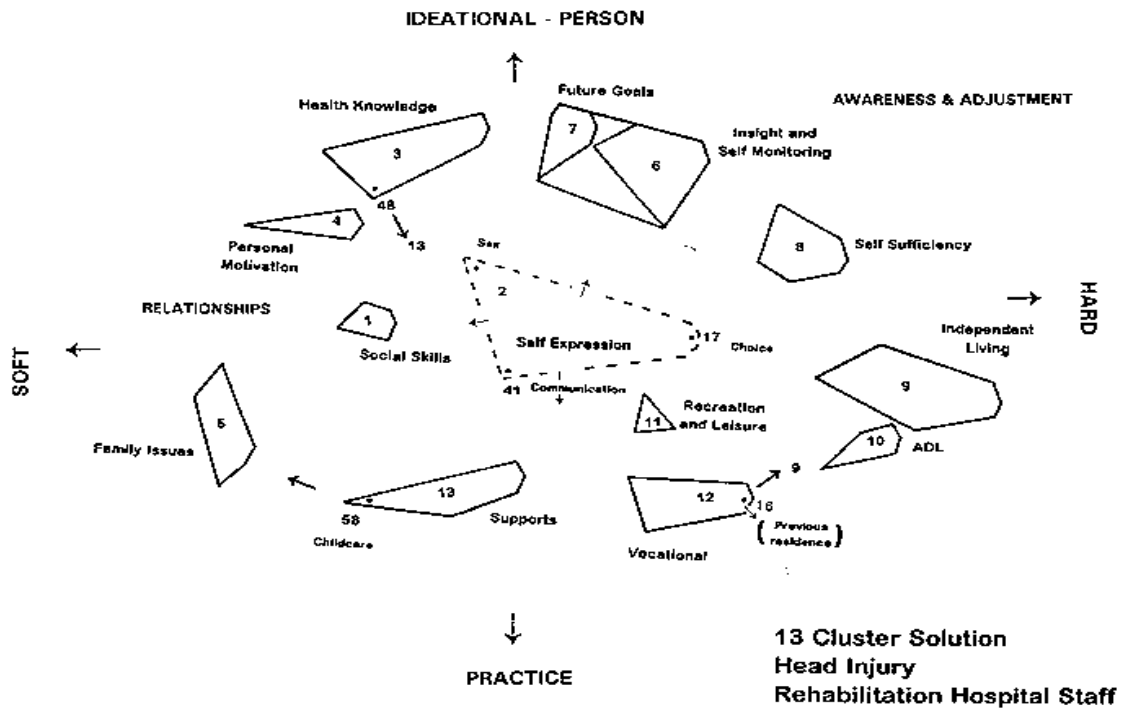 IDEATIONAL - PERSON
Future Goals
AWARENESS & ADJUSTMENT
Health Knowledge
7
Insight and
Self Monitoring
3
6
48
4
13
Sex
8
Self Sufficiency
Personal
Motivation
2
RELATIONSHIPS
HARD
1
17
Independent
Living
Self Expression
Choice
SOFT
Social Skills
41
Communication
9
Recreation
and Leisure
11
5
10
ADL
Family Issues
9
13
12
16
58
Supports
(Previous
residence)
Childcare
Vocational
PRACTICE
13 Cluster Solution
Head Injury
Rehabilitation Hospital Staff